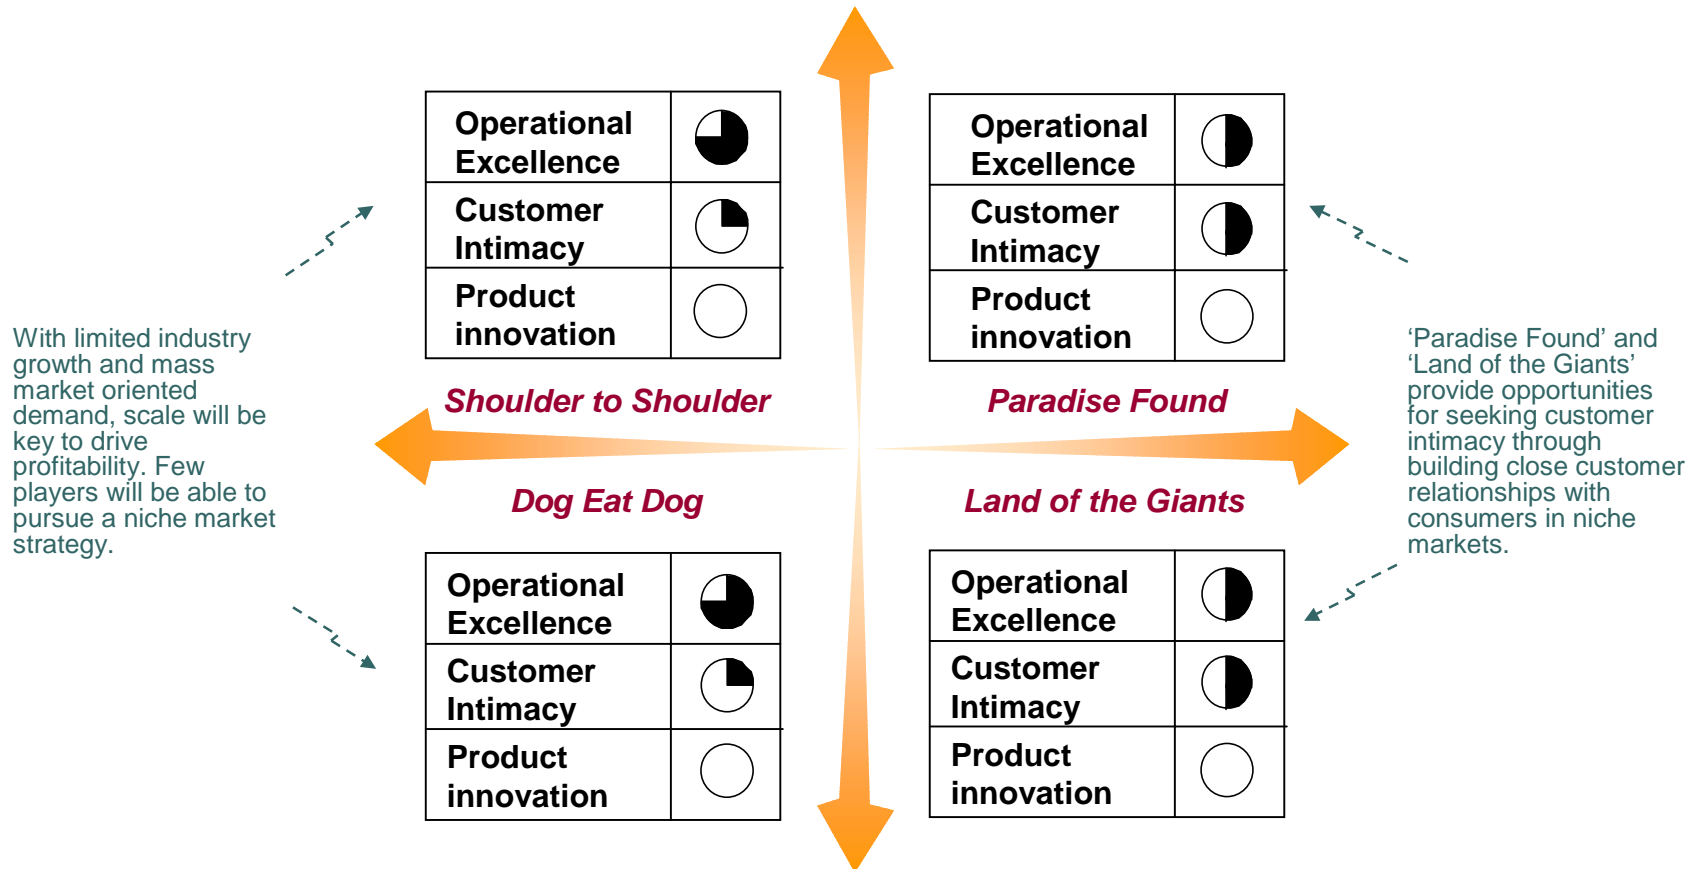 Operational
Excellence
Customer
Intimacy
Product
innovation
Shoulder to Shoulder
Operational
Excellence
Customer
Intimacy
Product
innovation
Paradise Found
With limited industry
growth and mass
market oriented
demand, scale will be
key to drive
profitability. Few
players will be able to
pursue a niche market
strategy.
‘Paradise Found’ and
‘Land of the Giants’
provide opportunities
for seeking customer
intimacy through
building close customer
relationships with
consumers in niche
markets.
Dog Eat Dog
Operational
Excellence
Customer
Intimacy
Product
innovation
Land of the Giants
Operational
Excellence
Customer
Intimacy
Product
innovation